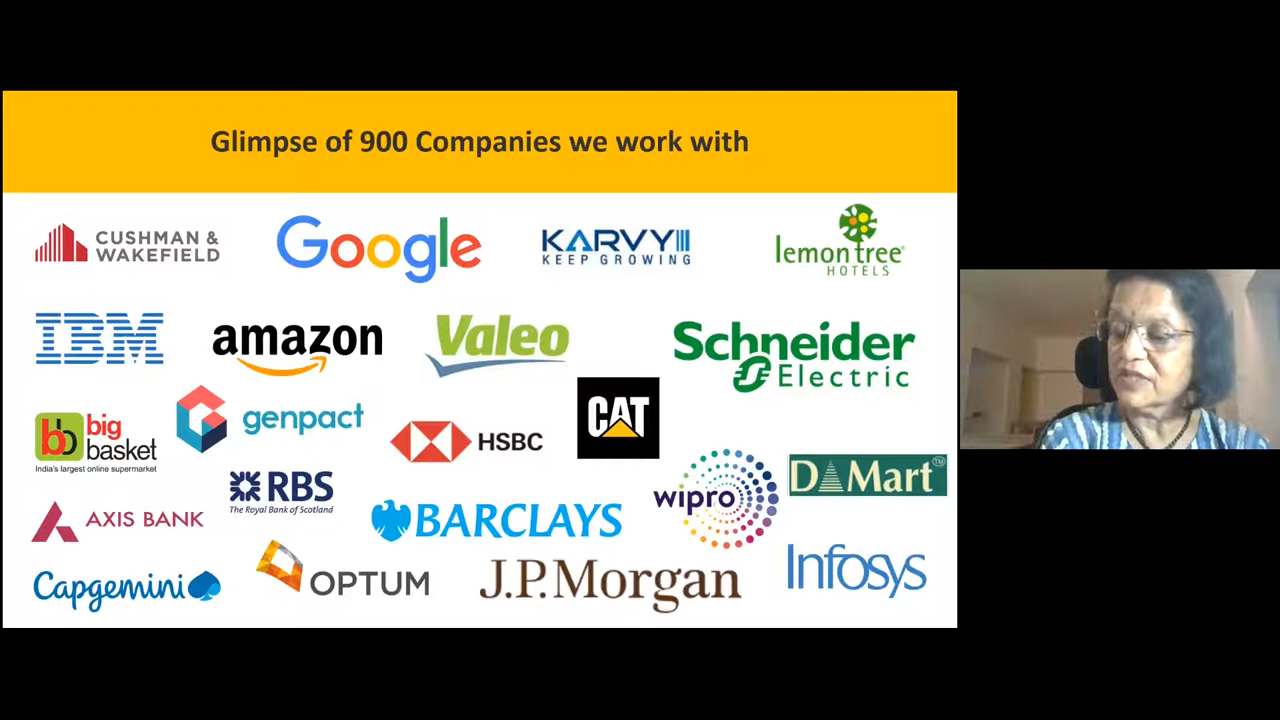 Glimpse of 900 Companies we work with
CUSHMAN &
WAKEFIELD
Google
KARVY
KEEP GROWING
lemon tree®
HOTELS
IBM
amazon
Valeo
Schneider
Electric
bb
big
basket
India's largest online supermarket
genpact
HSBC
CAT
RBS
The Royal Bank of Scotland
wipro
D Mart TM
AXIS BANK
BARCLAYS
Capgemini
OPTUM
J.P.Morgan
Infosys